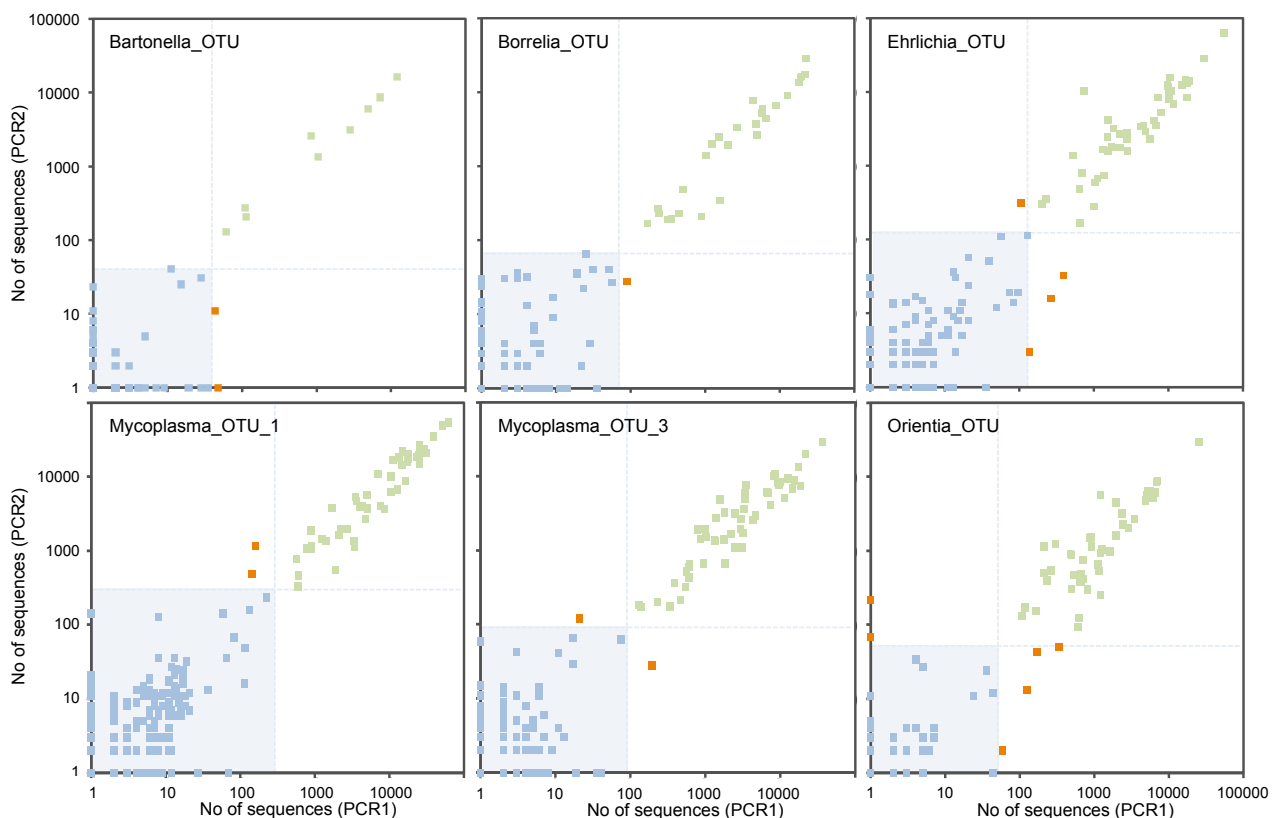 100000
10000
1000
100
10
1
No of sequences (PCR2)
Bartonella_OTU
Borrelia_OTU
Ehrlichia_OTU
10000
1000
100
10
1
No of sequences (PCR2)
Mycoplasma_OTU_1
Mycoplasma_OTU_3
Orientia_OTU
1 10 100 1000 10000
1 10 100 1000 10000
1 10 100 1000 10000 100000
No of sequences (PCR1)
No of sequences (PCR1)
No of sequences (PCR1)